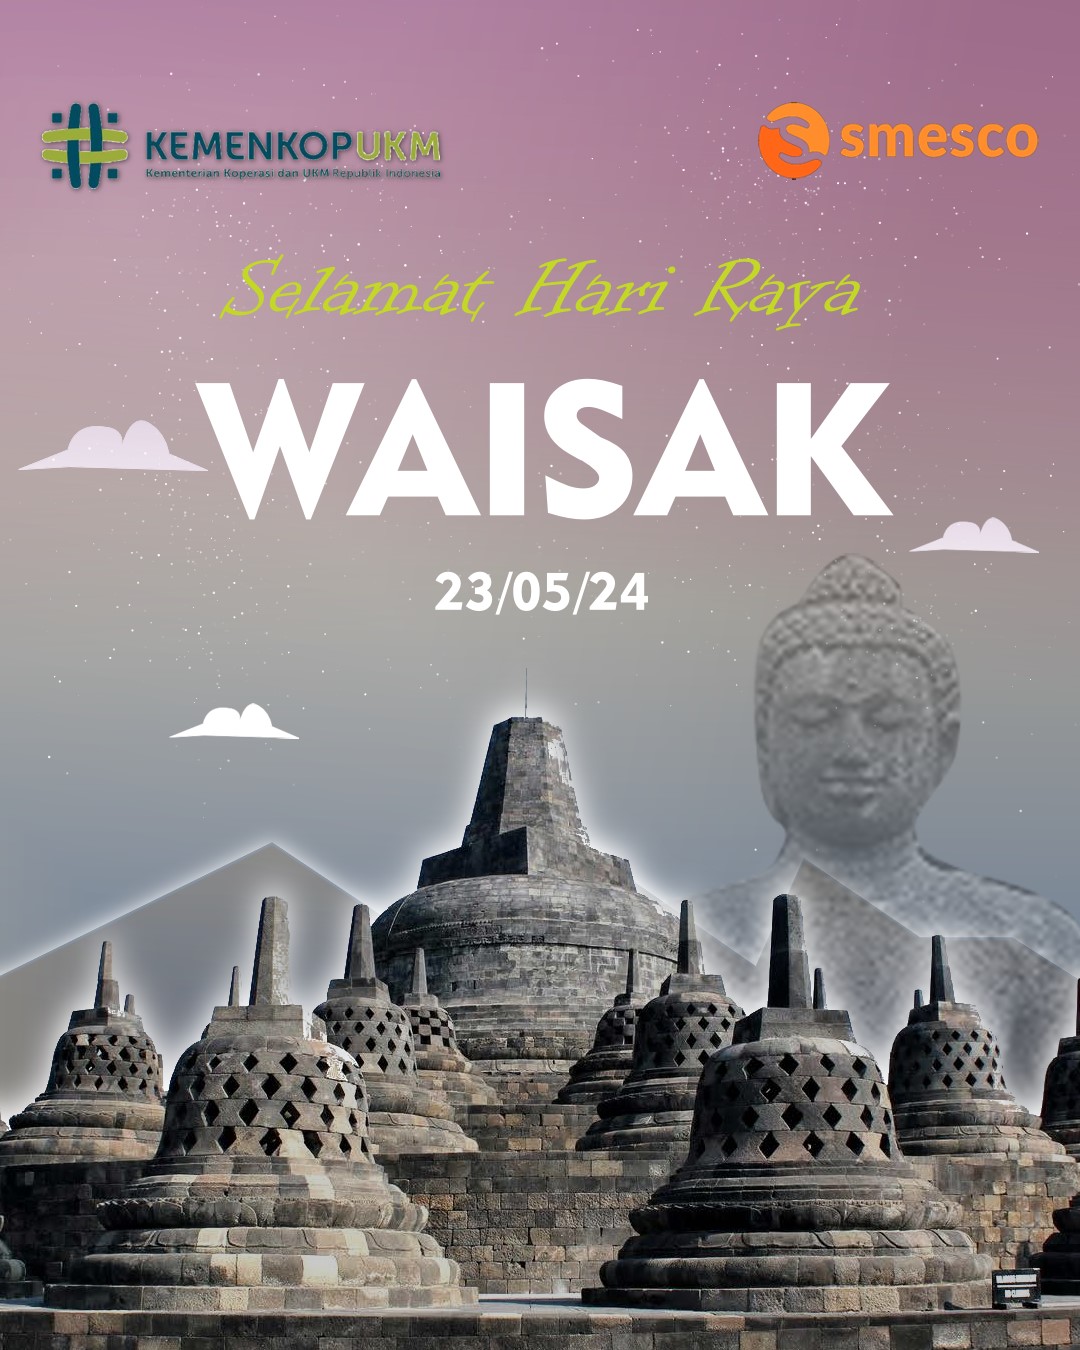 KEMENKOPUKM
Kementerian Koperasi dan UKM Republik Indonesia
smesco
Selamat Hari Raya
WAISAK
23/05/24